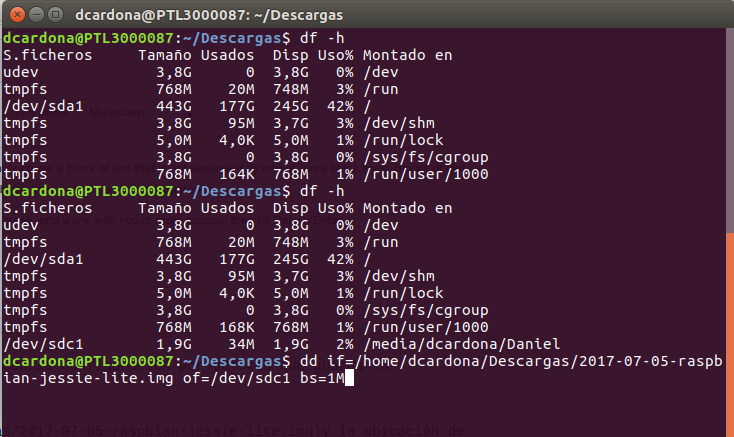 dcardona@PTL3000087: ~/Descargas
dcardona@PTL3000087:~/Descargas$ df -h
S.ficheros     Tamaño Usados  Disp Uso% Montado en
udev             3,8G      0  3,8G   0% /dev
tmpfs            768M    20M  748M   3% /run
/dev/sda1        443G   177G  245G  42% /
tmpfs            3,8G    95M  3,7G   3% /dev/shm
tmpfs            5,0M   4,0K  5,0M   1% /run/lock
tmpfs            3,8G      0  3,8G   0% /sys/fs/cgroup
tmpfs            768M   164K  768M   1% /run/user/1000
dcardona@PTL3000087:~/Descargas$ df -h
S.ficheros     Tamaño Usados  Disp Uso% Montado en
udev             3,8G      0  3,8G   0% /dev
tmpfs            768M    20M  748M   3% /run
/dev/sda1        443G   177G  245G  42% /
tmpfs            3,8G    95M  3,7G   3% /dev/shm
tmpfs            5,0M   4,0K  5,0M   1% /run/lock
tmpfs            3,8G      0  3,8G   0% /sys/fs/cgroup
tmpfs            768M   168K  768M   1% /run/user/1000
/dev/sdc1        1,9G    34M  1,9G   2% /media/dcardona/Daniel
dcardona@PTL3000087:~/Descargas$ dd if=/home/dcardona/Descargas/2017-07-05-raspb
ian-jessie-lite.img of=/dev/sdc1 bs=1M